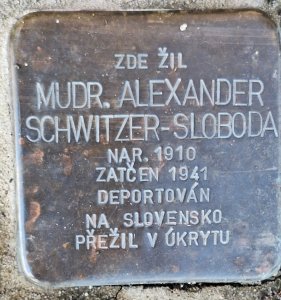 ZDE ŽIL
MUDR. ALEXANDER
SCHWITZER-SLOBODA
NAR. 1910
ZATČEN 1941
DEPORTOVÁN
NA SLOVENSKO
PŘEŽIL V ÚKRYTU